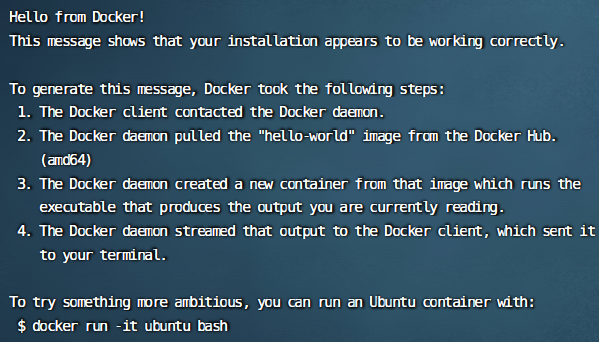 Hello from Docker!
This message shows that your installation appears to be working correctly.
To generate this message, Docker took the following steps:
1. The Docker client contacted the Docker daemon.
2. The Docker daemon pulled the "hello-world" image from the Docker Hub.
(amd64)
3. The Docker daemon created a new container from that image which runs the
executable that produces the output you are currently reading.
4. The Docker daemon streamed that output to the Docker client, which sent it
to your terminal.
To try something more ambitious, you can run an Ubuntu container with:
$ docker run -it ubuntu bash